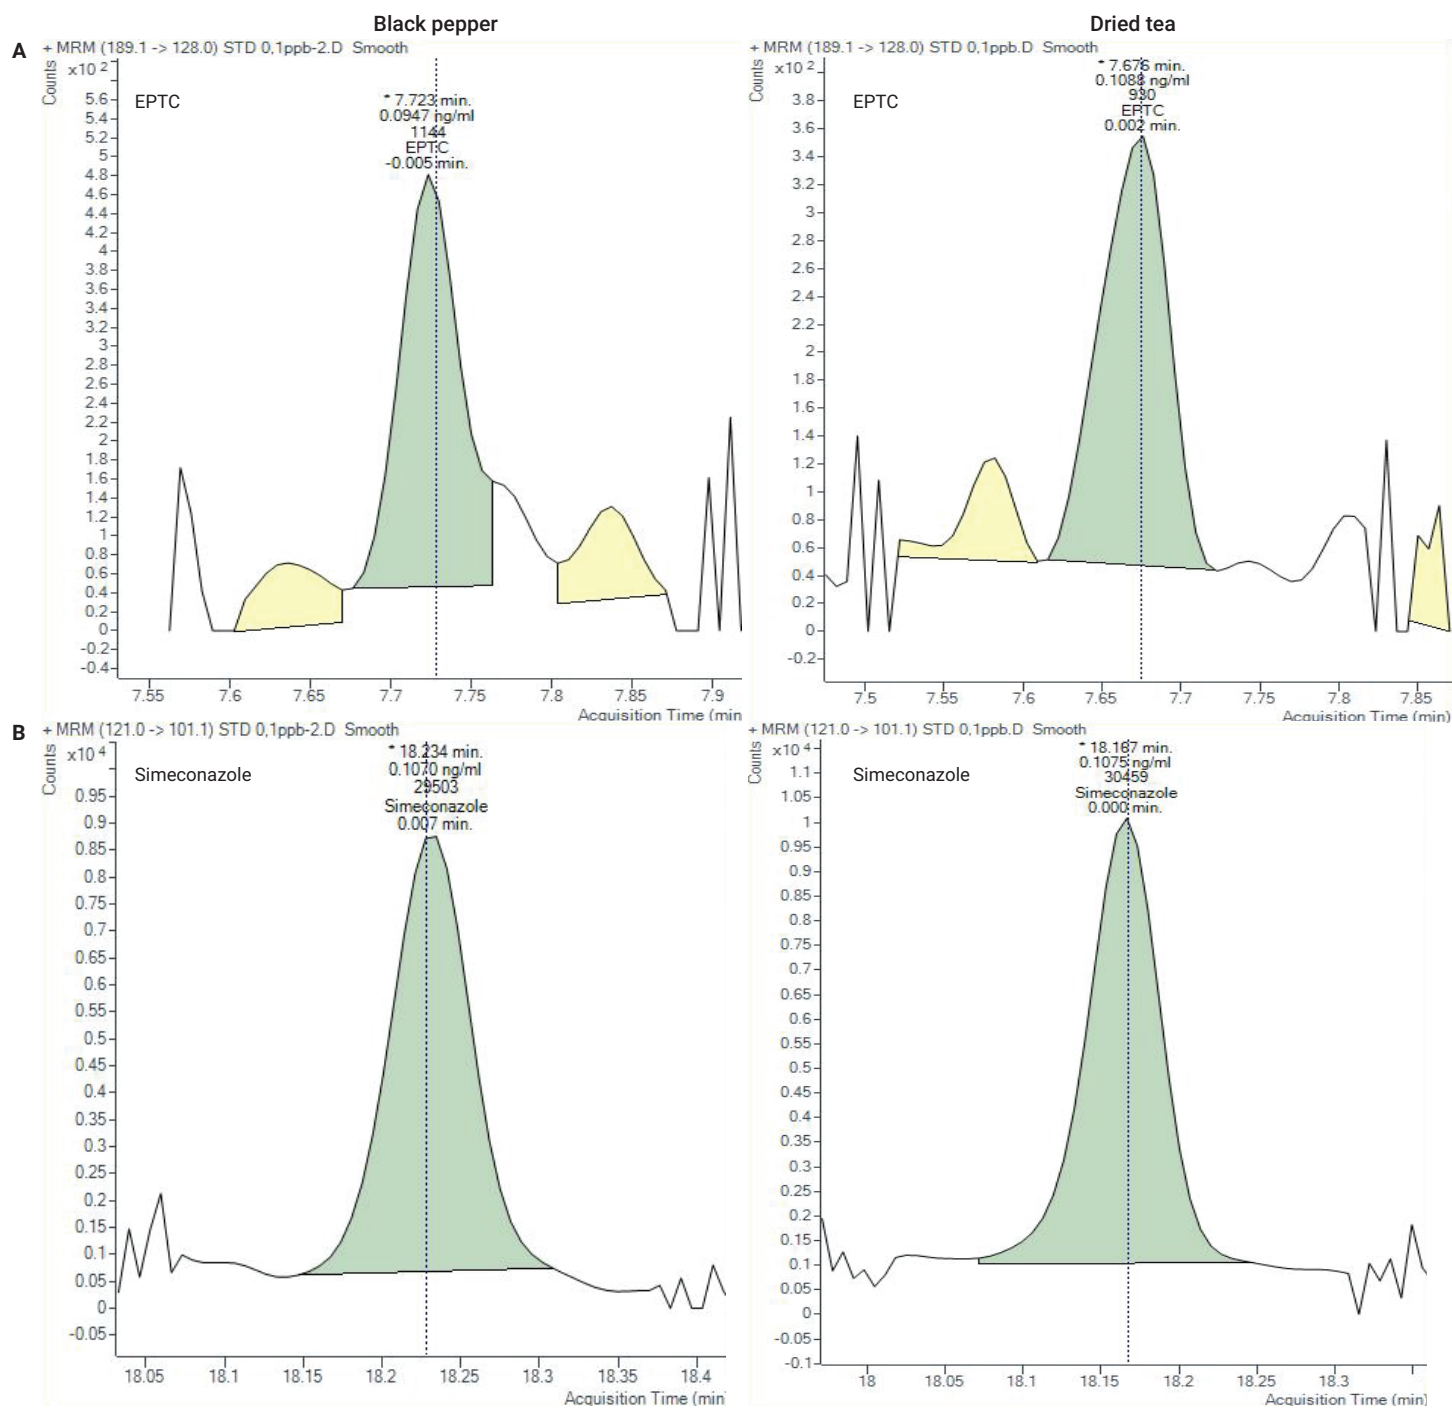 Black pepper
Dried tea
A
+ MRM (189.1 -> 128.0) STD 0,1ppb-2.D Smooth
Counts
x10 2
EPTC
* 7.723 min.
0.0947 ng/ml
1144
EPTC
-0.005 min.
5.6
5.4
5.2
5
4.8
4.6
4.4
4.2
4
3.8
3.6
3.4
3.2
3
2.8
2.6
2.4
2.2
2
1.8
1.6
1.4
1.2
1
0.8
0.6
0.4
0.2
0
-0.2
-0.4
7.55 7.6 7.65 7.7 7.75 7.8 7.85 7.9
Acquisition Time (min
+ MRM (189.1 -> 128.0) STD 0,1ppb.D Smooth
Counts
x10 2
EPTC
* 7.676 min.
0.1088 ng/ml
930
EPTC
0.002 min.
3.8
3.6
3.4
3.2
3
2.8
2.6
2.4
2.2
2
1.8
1.6
1.4
1.2
1
0.8
0.6
0.4
0.2
0
-0.2
7.5 7.55 7.6 7.65 7.7 7.75 7.8 7.85
Acquisition Time (min)
B
+ MRM (121.0 -> 101.1) STD 0,1ppb-2.D Smooth
Counts
x10 4
Simeconazole
* 18.234 min.
0.1070 ng/ml
29503
Simeconazole
0.007 min.
0.95
0.9
0.85
0.8
0.75
0.7
0.65
0.6
0.55
0.5
0.45
0.4
0.35
0.3
0.25
0.2
0.15
0.1
0.05
0
-0.05
18.05 18.1 18.15 18.2 18.25 18.3 18.35 18.4
Acquisition Time (min
+ MRM (121.0 -> 101.1) STD 0,1ppb.D Smooth
Counts
x10 4
Simeconazole
* 18.167 min.
0.1075 ng/ml
30459
Simeconazole
0.000 min.
1.1
1.05
1
0.95
0.9
0.85
0.8
0.75
0.7
0.65
0.6
0.55
0.5
0.45
0.4
0.35
0.3
0.25
0.2
0.15
0.1
0.05
0
-0.05
-0.1
18 18.05 18.1 18.15 18.2 18.25 18.3
Acquisition Time (min)